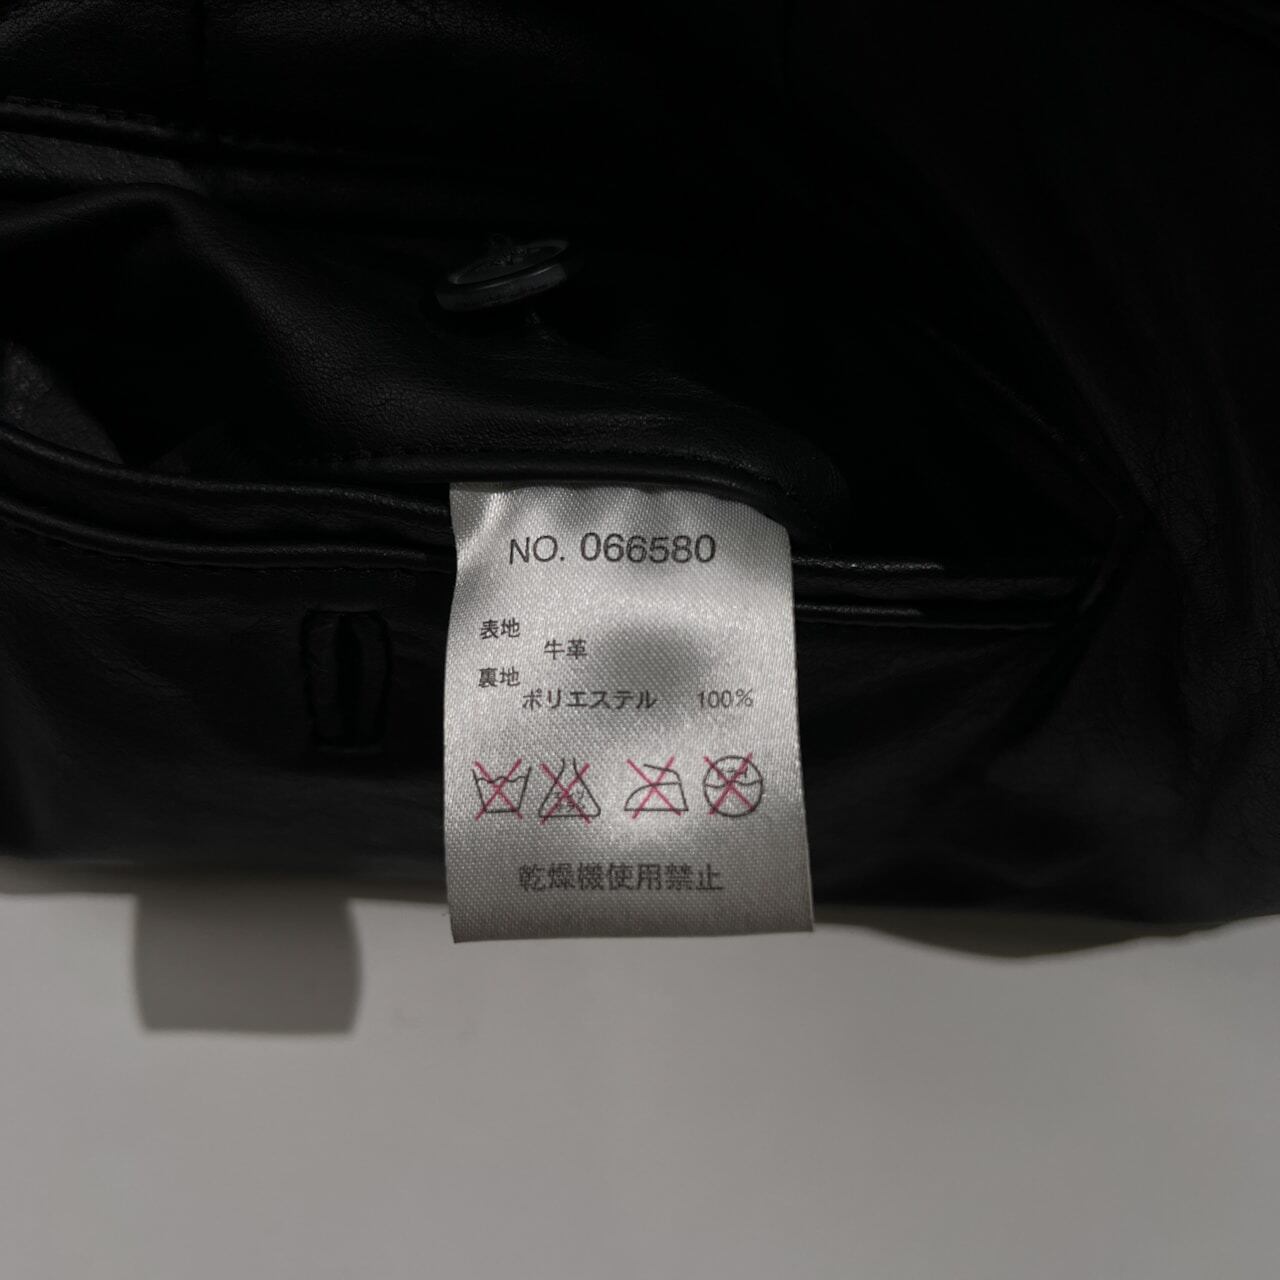 NO. 066580
表地
牛革
裏地
ポリエステル 100%
乾燥機使用禁止